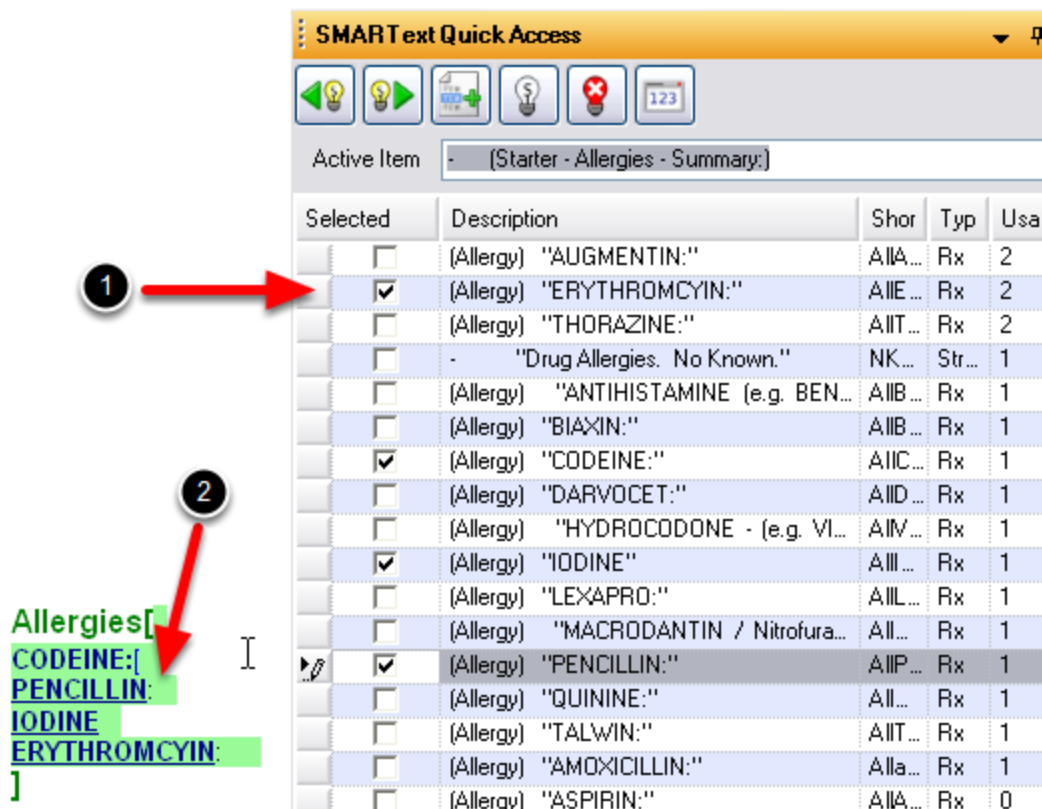 SMARText Quick Access
123
Active Item - (Starter - Allergies - Summary:)
Selected Description Shor Typ Usa
(Allergy) "AUGMENTIN:" AllA... Rx 2
1
(Allergy) "ERYTHROMCYIN:" AllE... Rx 2
(Allergy) "THORAZINE:" AllT... Rx 2
- "Drug Allergies. No Known." NK... Str... 1
(Allergy) "ANTIHISTAMINE (e.g. BEN... AllB... Rx 1
(Allergy) "BIAXIN:" AllB... Rx 1
(Allergy) "CODEINE:" AllC... Rx 1
2
(Allergy) "DARVOCET:" AllD... Rx 1
(Allergy) "HYDROCODONE - (e.g. VI... AllV... Rx 1
(Allergy) "IODINE" AllI... Rx 1
(Allergy) "LEXAPRO:" AllL... Rx 1
(Allergy) "MACRODANTIN / Nitrofura... All... Rx 1
(Allergy) "PENCILLIN:" AllP... Rx 1
(Allergy) "QUININE:" All... Rx 1
(Allergy) "TALWIN:" AllT... Rx 1
(Allergy) "AMOXICILLIN:" Alla... Rx 1
(Allergy) "ASPIRIN:" AllA... Rx 0
Allergies[
CODEINE:[
PENCILLIN:
IODINE
ERYTHROMCYIN:
]